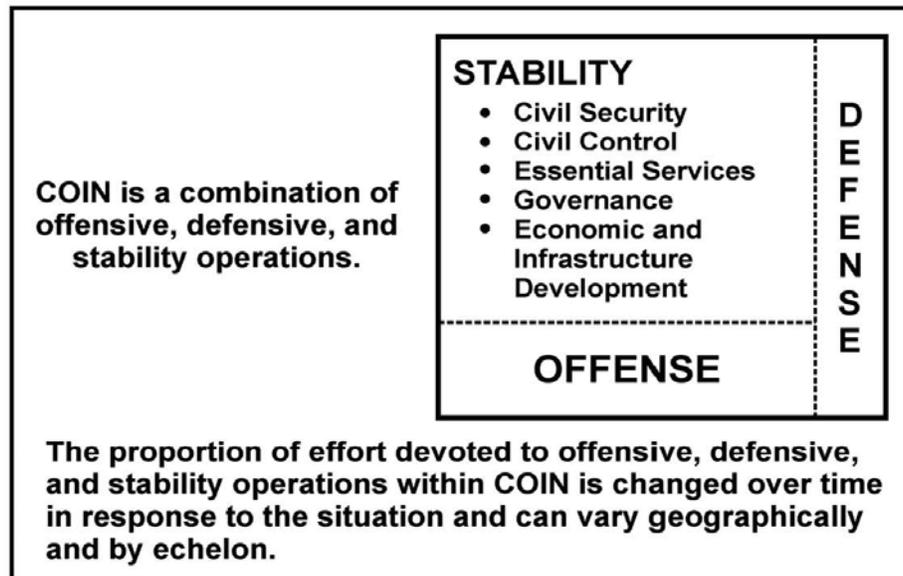 COIN is a combination of
offensive, defensive, and
stability operations.
STABILITY
• Civil Security
• Civil Control
• Essential Services
• Governance
• Economic and
Infrastructure
Development
OFFENSE
DEFENSE
The proportion of effort devoted to offensive, defensive,
and stability operations within COIN is changed over time
in response to the situation and can vary geographically
and by echelon.